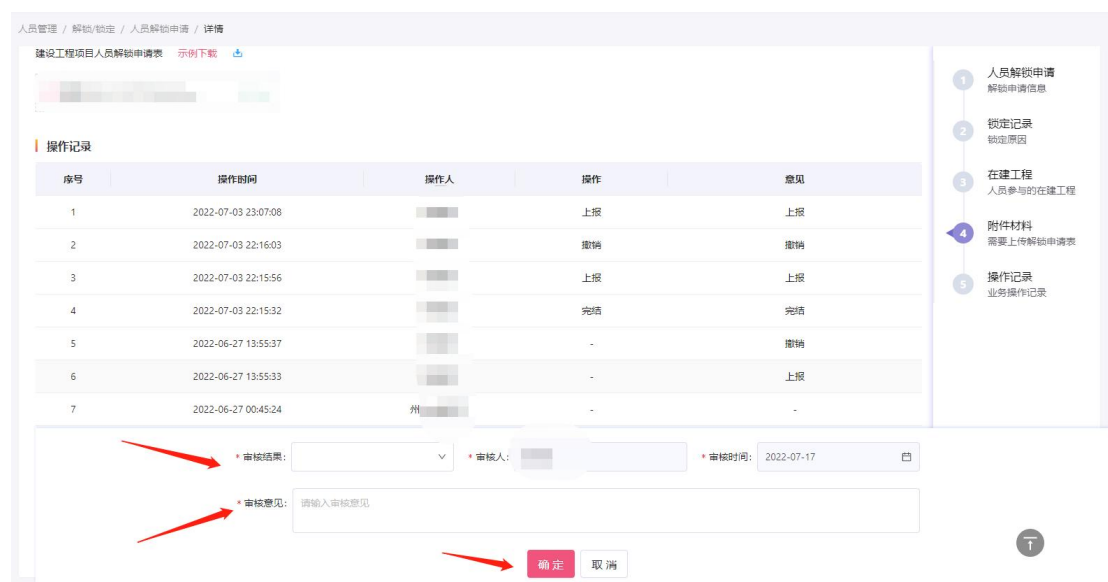 人员管理 / 解锁/锁定 / 人员解锁申请 / 详情
建设工程项目人员解锁申请表 示例下载
操作记录
序号 操作时间 操作人 操作 意见
1 2022-07-03 23:07:08 上报 上报
2 2022-07-03 22:16:03 撤销 撤销
3 2022-07-03 22:15:56 上报 上报
4 2022-07-03 22:15:32 完结 完结
5 2022-06-27 13:55:37 - 撤销
6 2022-06-27 13:55:33 - 上报
7 2022-06-27 00:45:24 州 - -
* 审核结果: * 审核人: * 审核时间: 2022-07-17
* 审核意见: 请输入审核意见
确定 取消
1 人员解锁申请
解锁申请信息
2 锁定记录
锁定原因
3 在建工程
人员参与的在建工程
4 附件材料
需要上传解锁申请表
5 操作记录
业务操作记录